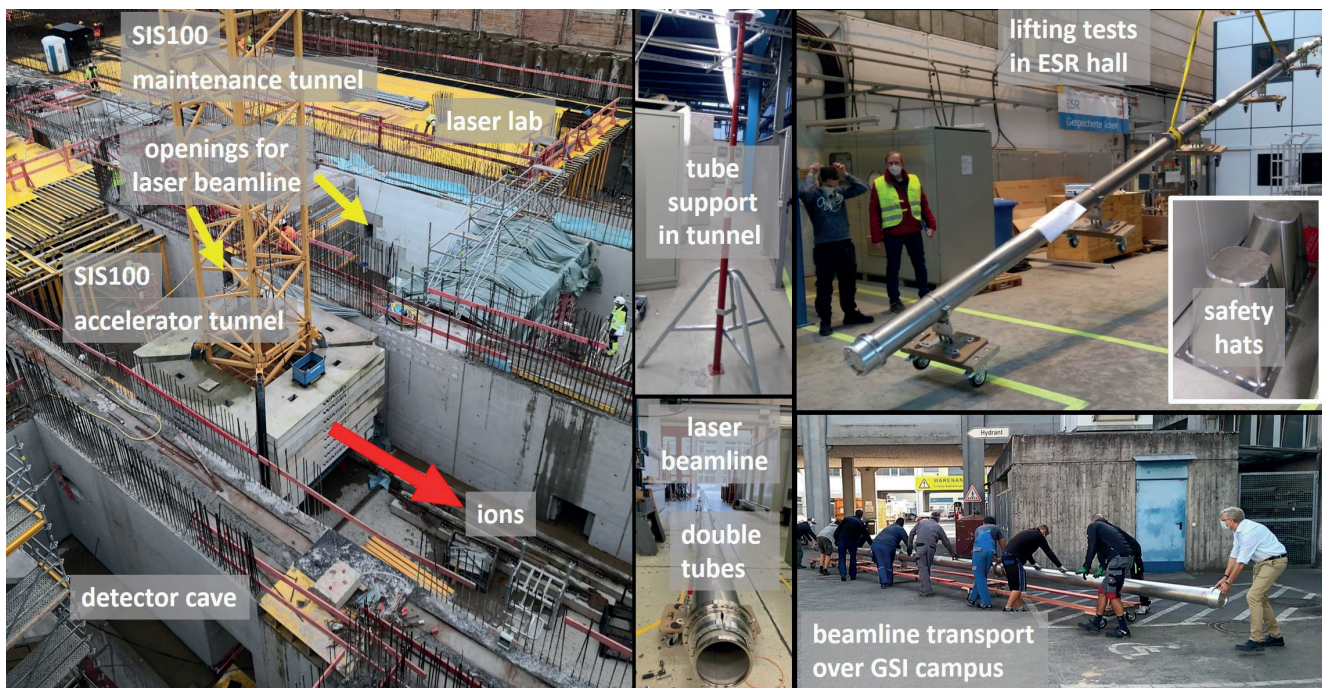 SIS100
maintenance tunnel
laser lab
openings for
laser beamline
SIS100
accelerator tunnel
ions
detector cave
tube
support
in tunnel
laser
beamline
double
tubes
lifting tests
in ESR hall
ESR
Gesperrte Toren
safety
hats
Hydrant
beamline transport
over GSI campus